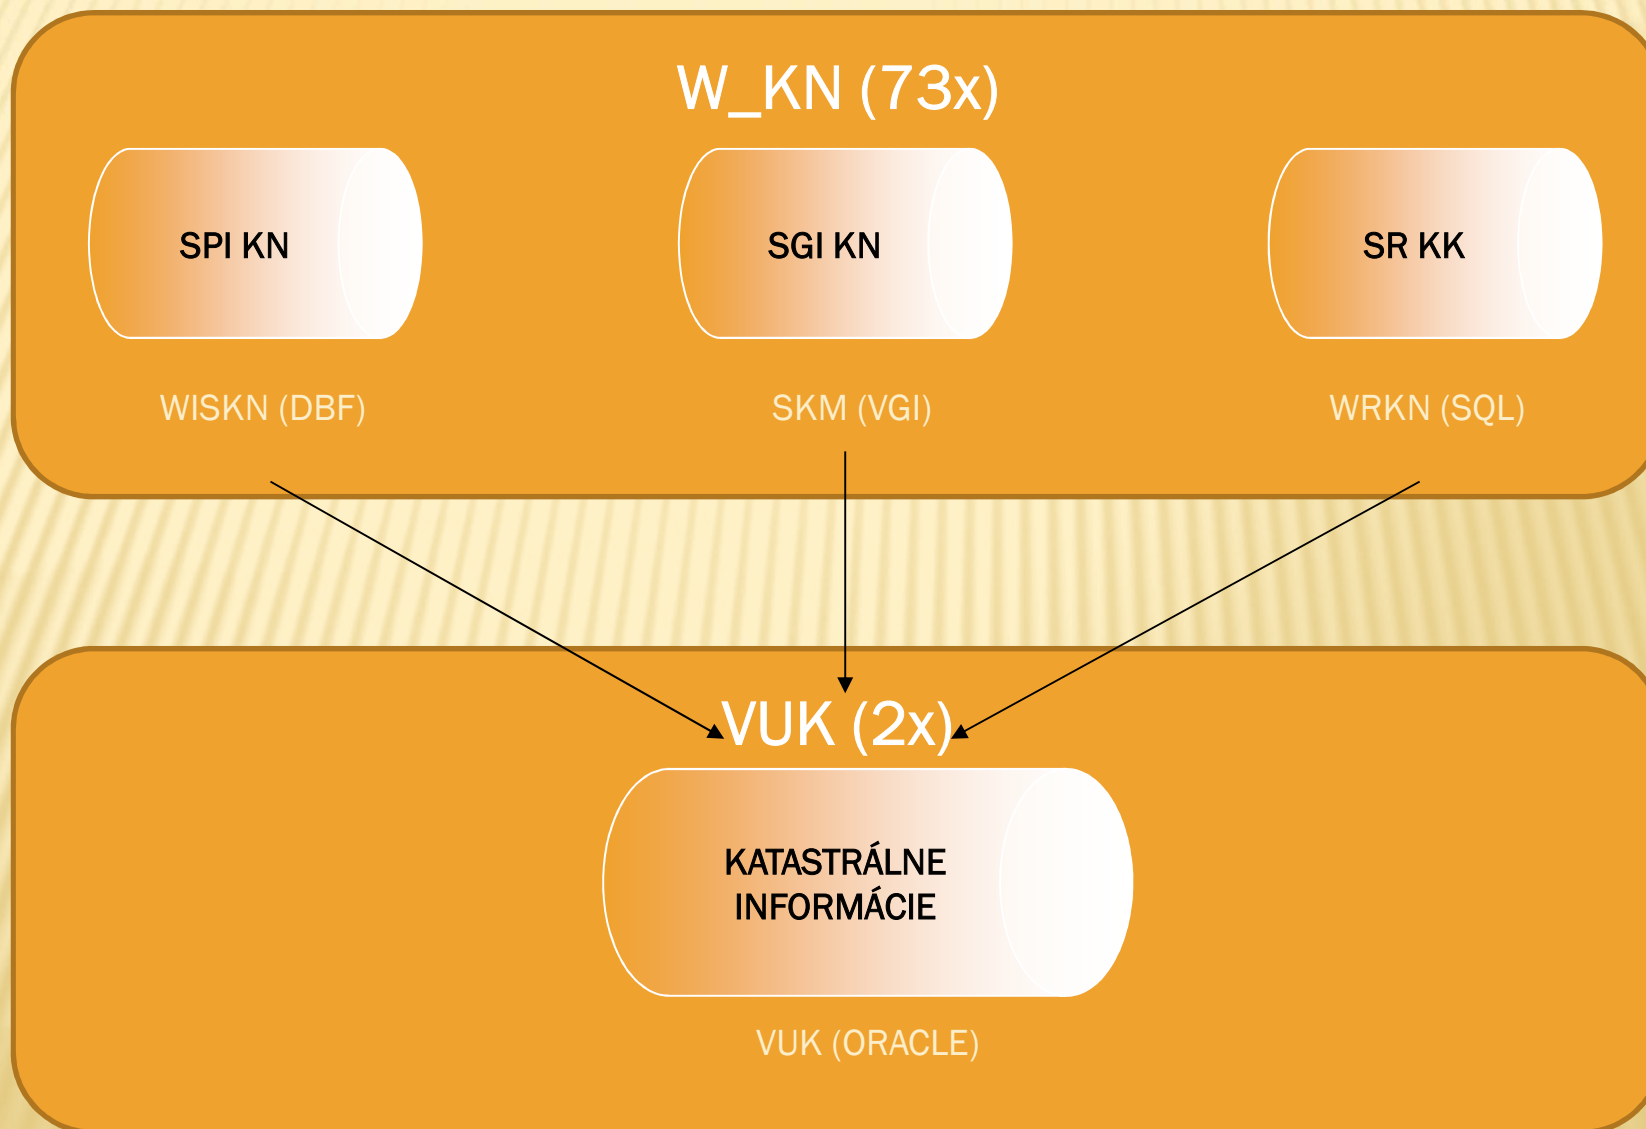 W_KN (73x)
SPI KN
SGI KN
SR KK
WISKN (DBF)
SKM (VGI)
WRKN (SQL)
VUK (2x)
KATASTRÁLNE
INFORMÁCIE
VUK (ORACLE)